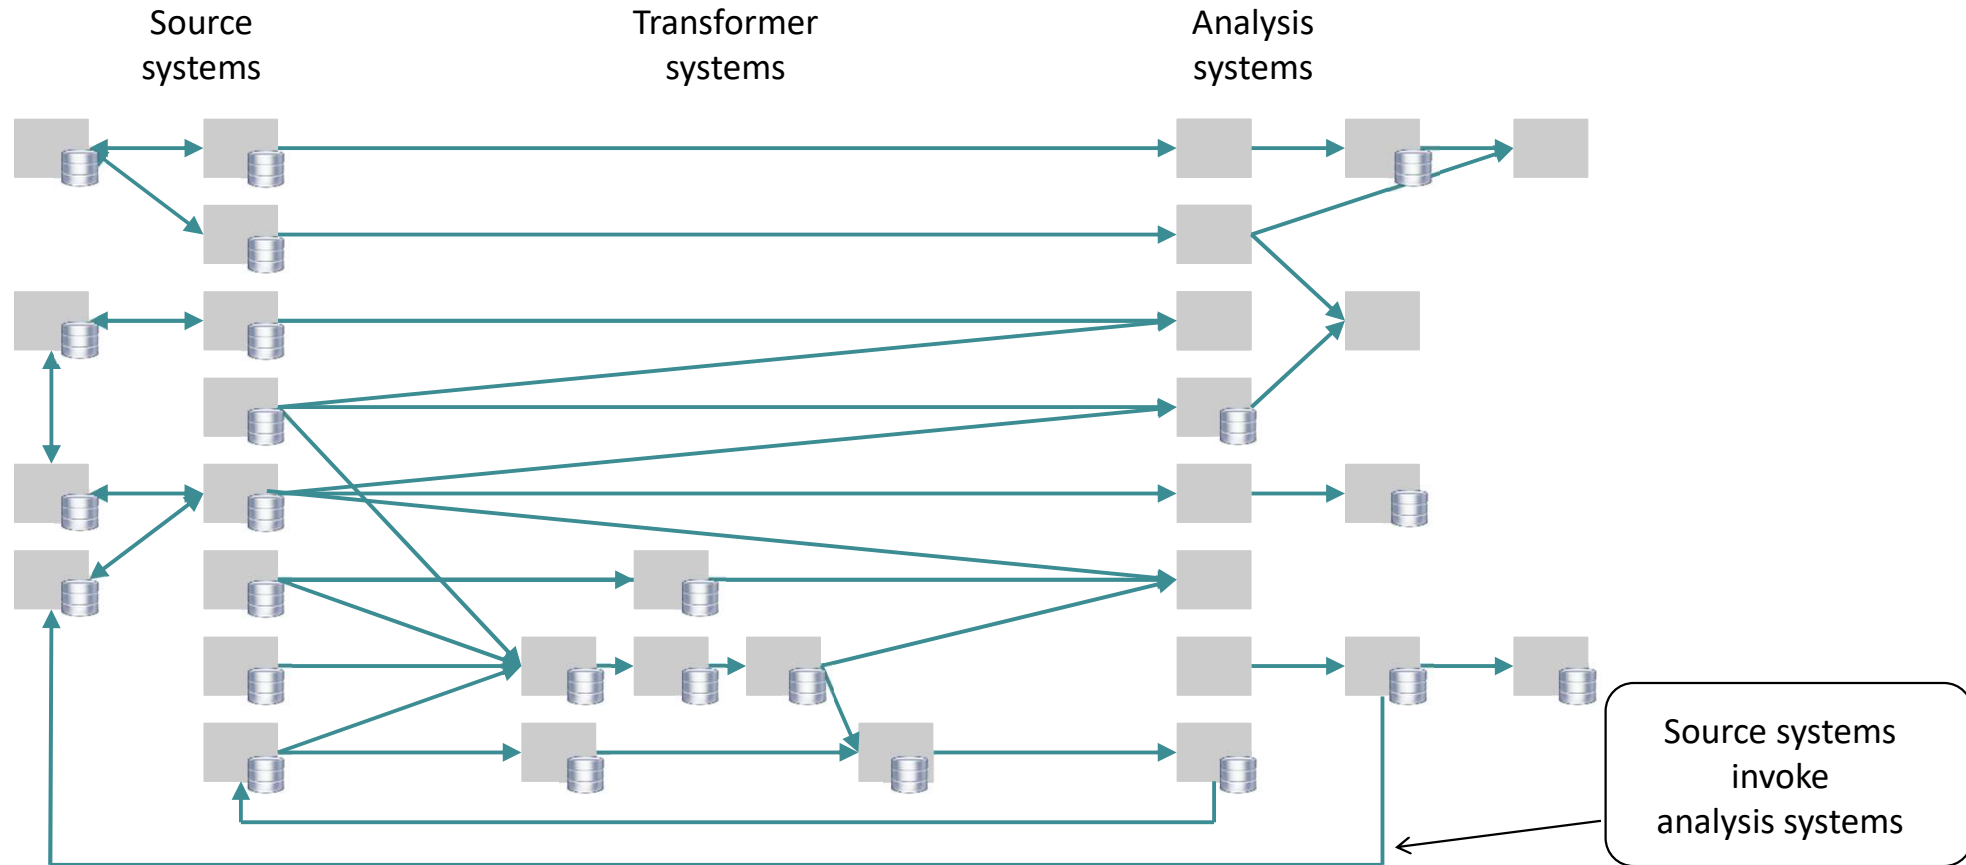 Source
systems
Transformer
systems
Analysis
systems
Source systems
invoke
analysis systems